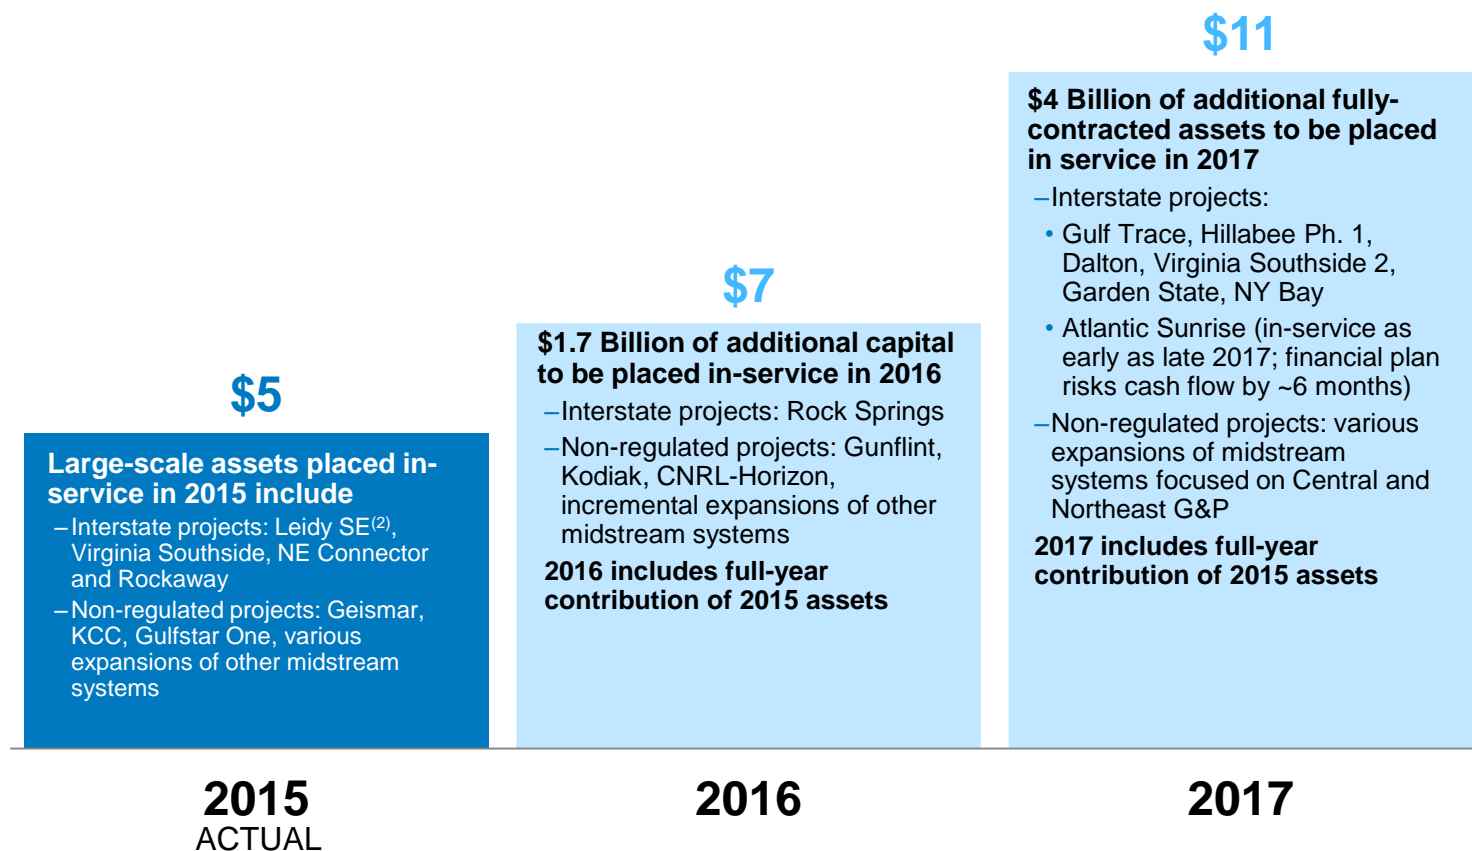 $5
Large-scale assets placed in-
service in 2015 include
–Interstate projects: Leidy SE(2),
Virginia Southside, NE Connector
and Rockaway
–Non-regulated projects: Geismar,
KCC, Gulfstar One, various
expansions of other midstream
systems
2015
ACTUAL
$7
$1.7 Billion of additional capital
to be placed in-service in 2016
–Interstate projects: Rock Springs
–Non-regulated projects: Gunflint,
Kodiak, CNRL-Horizon,
incremental expansions of other
midstream systems
2016 includes full-year
contribution of 2015 assets
2016
$11
$4 Billion of additional fully-
contracted assets to be placed
in service in 2017
–Interstate projects:
• Gulf Trace, Hillabee Ph. 1,
Dalton, Virginia Southside 2,
Garden State, NY Bay
• Atlantic Sunrise (in-service as
early as late 2017; financial plan
risks cash flow by ~6 months)
–Non-regulated projects: various
expansions of midstream
systems focused on Central and
Northeast G&P
2017 includes full-year
contribution of 2015 assets
2017